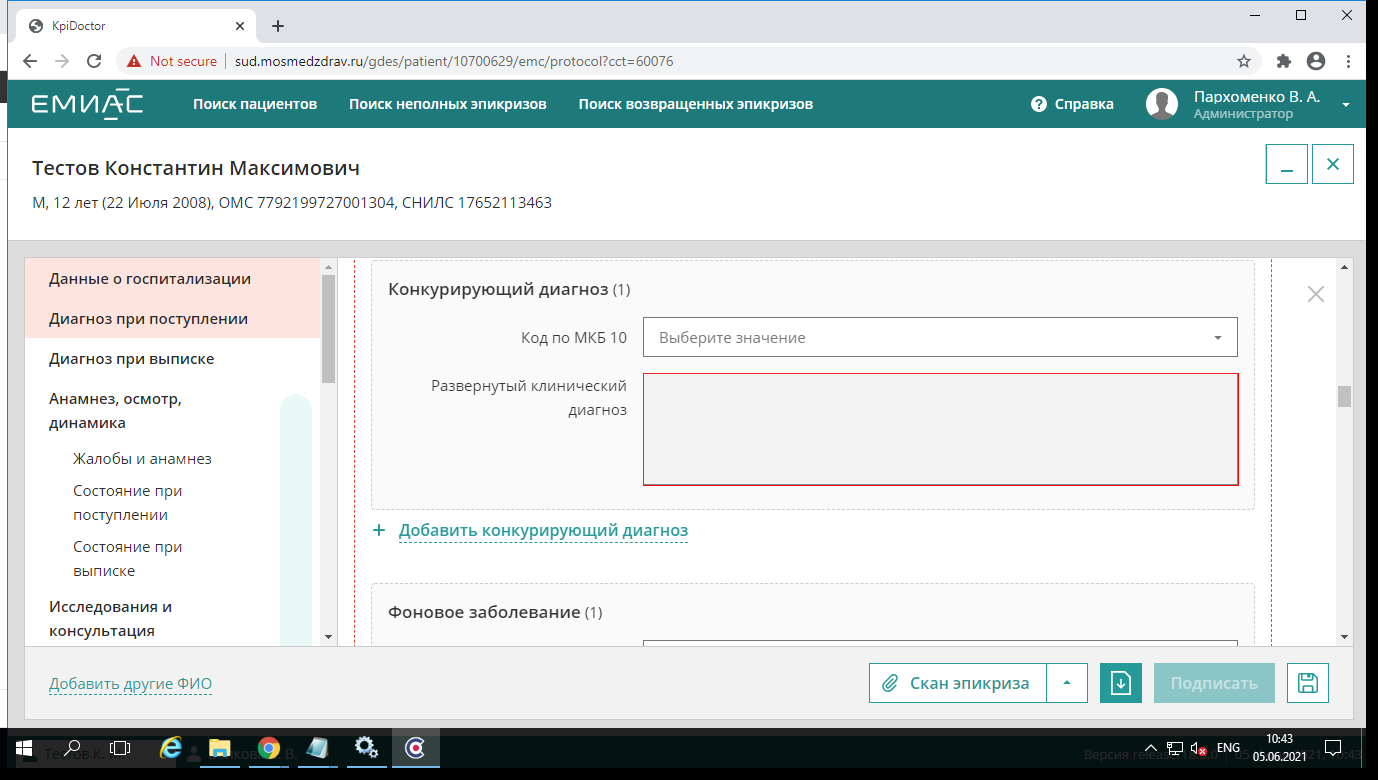 KpiDoctor
Not secure
sud.mosmedzdrav.ru/gdes/patient/10700629/emc/protocol?cct=60076
ЕМИАС
Поиск пациентов
Поиск неполных эпикризов
Поиск возвращенных эпикризов
Справка
Пархоменко В. А.
Администратор
Тестов Константин Максимович
М, 12 лет (22 Июля 2008), ОМС 7792199727001304, СНИЛС 17652113463
Данные о госпитализации
Диагноз при поступлении
Диагноз при выписке
Анамнез, осмотр,
динамика
Жалобы и анамнез
Состояние при
поступлении
Состояние при
выписке
Исследования и
консультация
Конкурирующий диагноз (1)
Код по МКБ 10
Выберите значение
Развернутый клинический
диагноз
Добавить конкурирующий диагноз
Фоновое заболевание (1)
Добавить другие ФИО
Скан эпикриза
Подписать
Тестов К. М.
ENG
10:43
05.06.2021